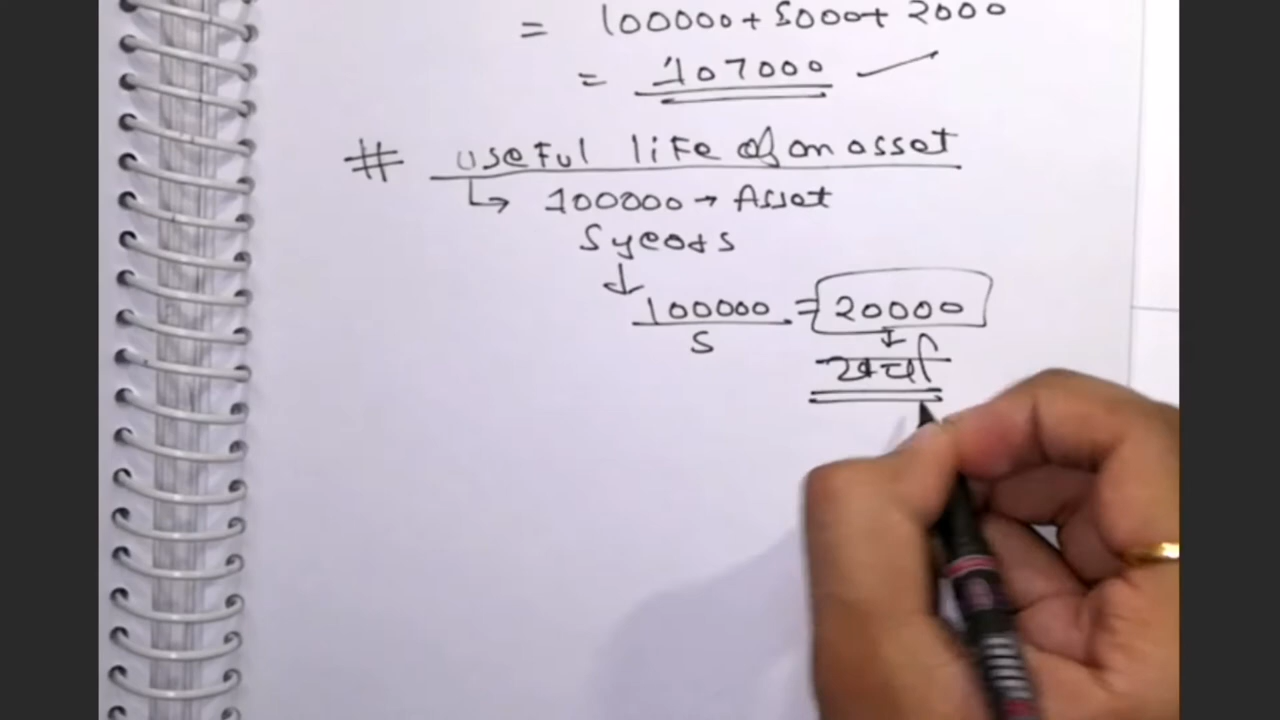 = 100000 + 5000 + 2000
= 107000
# useful life of an asset
↳ 100000 → Asset
5 years
↓
100000 / 5 = 20000
↓
खर्च